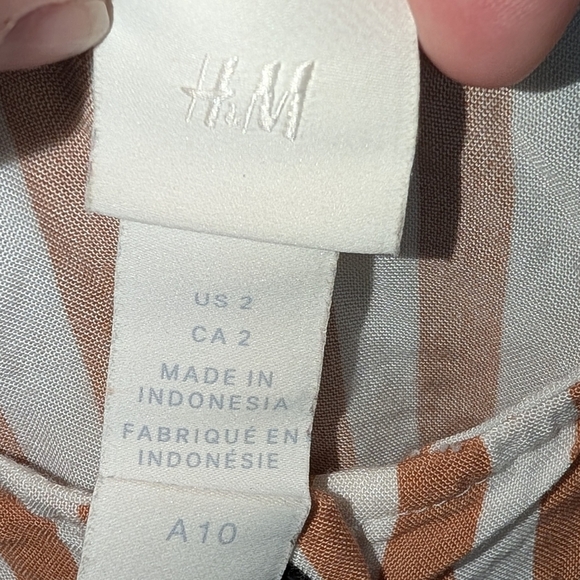 H&M
US 2
CA 2
MADE IN
INDONESIA
FABRIQUÉ EN
INDONÉSIE
A10